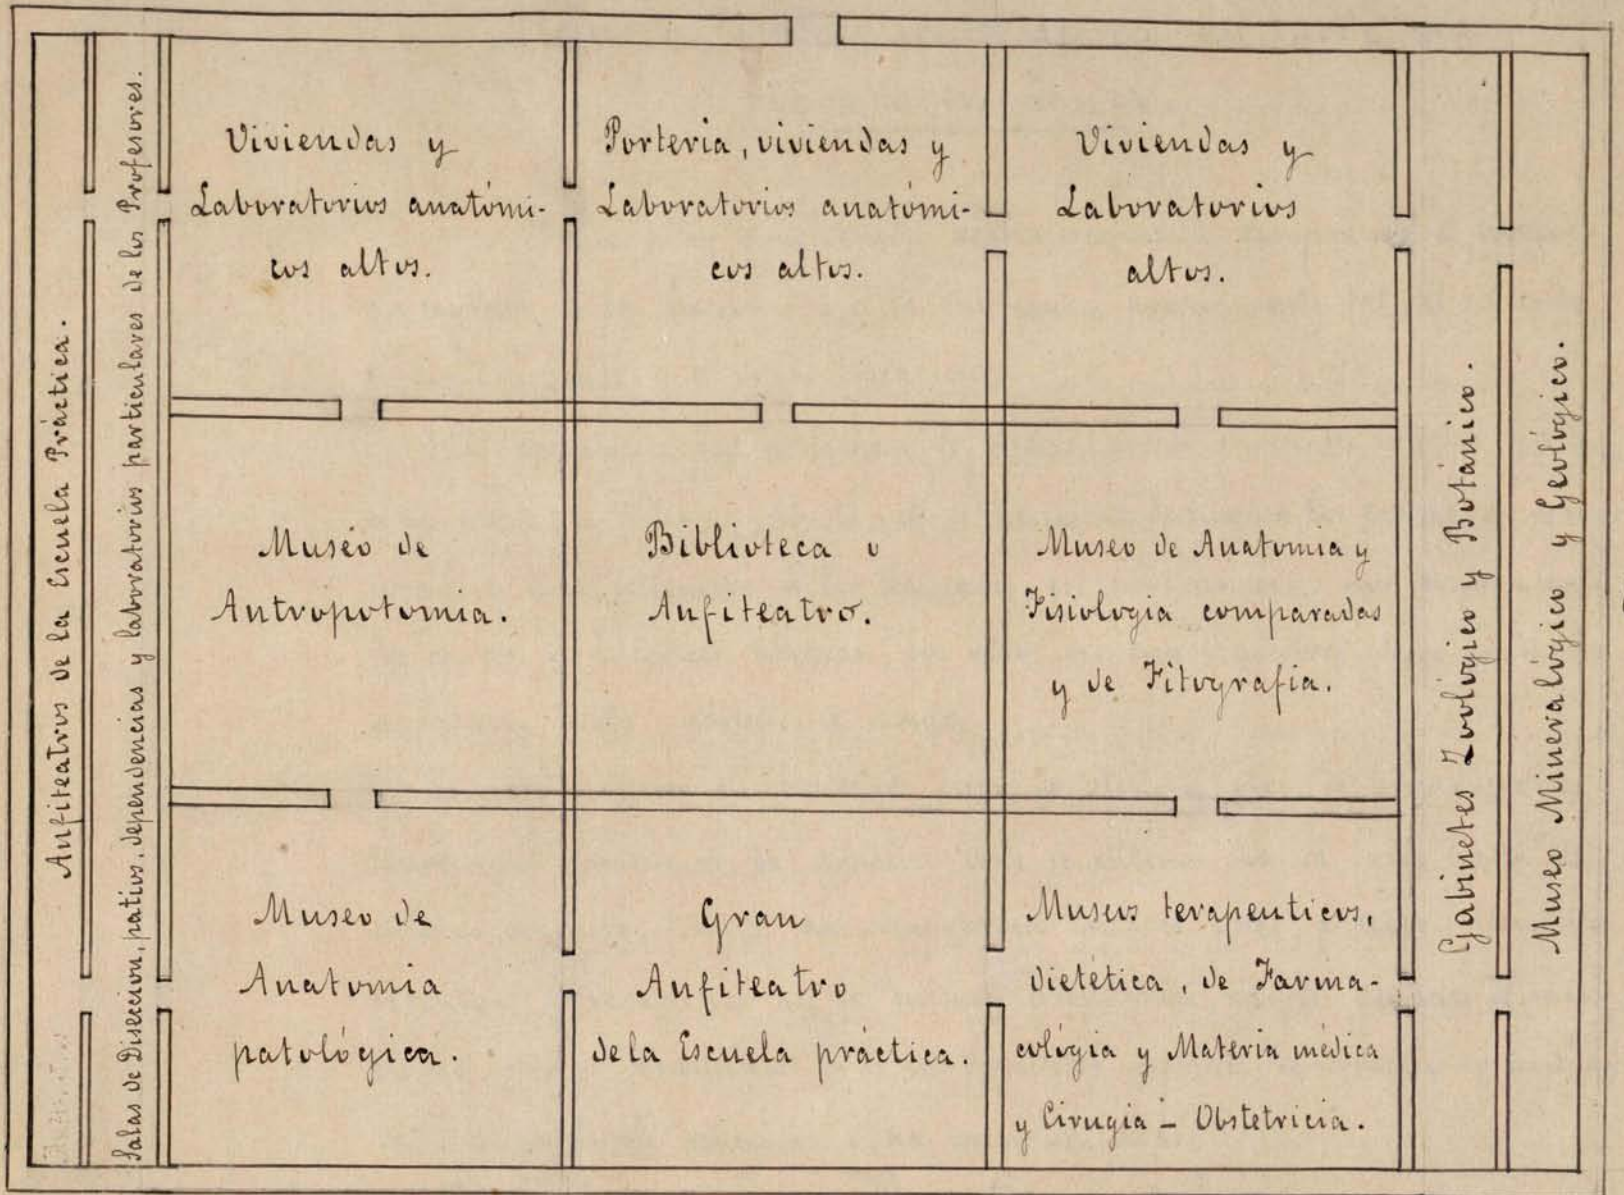 Anfiteatros de la Escuela Práctica.
Salas de Diseccion, patios, dependencias y laboratorios particulares de los Profesores.
Viviendas y
Laboratorios anatómi-
cos altos.
Porteria, viviendas y
Laboratorios anatómi-
cos altos.
Viviendas y
Laboratorios
altos.
Museo de
Antropotomia.
Biblioteca o
Anfiteatro.
Museo de Anatomia y
Fisiologia comparadas
y de Fitografia.
Museo de
Anatomia
patológica.
Gran
Anfiteatro
de la Escuela práctica.
Museos terapeuticos,
dietética, de Farma-
cológia y Materia médica
y Cirugia - Obstetricia.
Gabinetes Zoológico y Botánico.
Museo Mineralógico y Geológico.